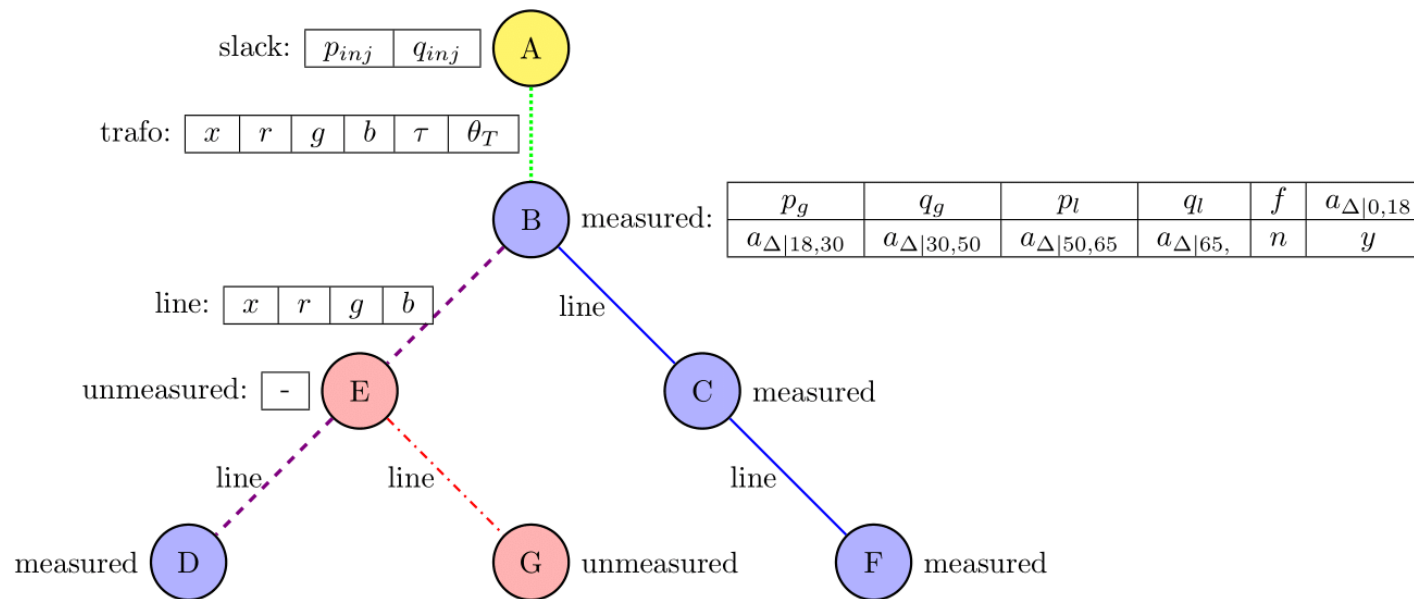 slack: p_inj q_inj A
trafo: x r g b τ θ_T
B measured: p_g q_g p_l q_l f a_Δ|0,18
a_Δ|18,30 a_Δ|30,50 a_Δ|50,65 a_Δ|65, n y
line: x r g b line
unmeasured: - E C measured
line line line
measured D G unmeasured F measured